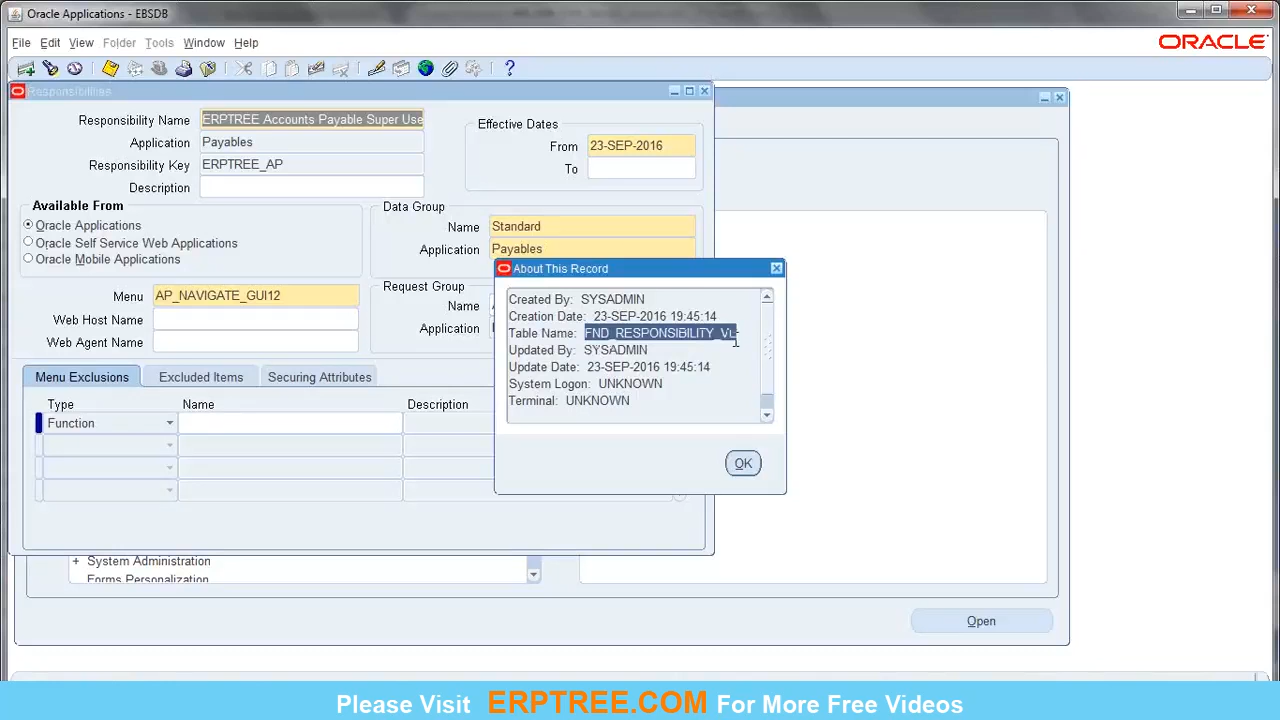 Oracle Applications - EBSDB
File Edit View Folder Tools Window Help
ORACLE
Responsibilities
Responsibility Name ERPTREE Accounts Payable Super Use
Application Payables
Responsibility Key ERPTREE_AP
Description
Effective Dates
From 23-SEP-2016
To
Available From
Oracle Applications
Oracle Self Service Web Applications
Oracle Mobile Applications
Data Group
Name Standard
Application Payables
Menu AP_NAVIGATE_GUI12
Web Host Name
Web Agent Name
Request Group
Name
Application
About This Record
Created By: SYSADMIN
Creation Date: 23-SEP-2016 19:45:14
Table Name: FND_RESPONSIBILITY_VL
Updated By: SYSADMIN
Update Date: 23-SEP-2016 19:45:14
System Logon: UNKNOWN
Terminal: UNKNOWN
OK
Menu Exclusions Excluded Items Securing Attributes
Type Name Description
Function
+ System Administration
Forms Personalization
Open
Please Visit ERPTREE.COM For More Free Videos